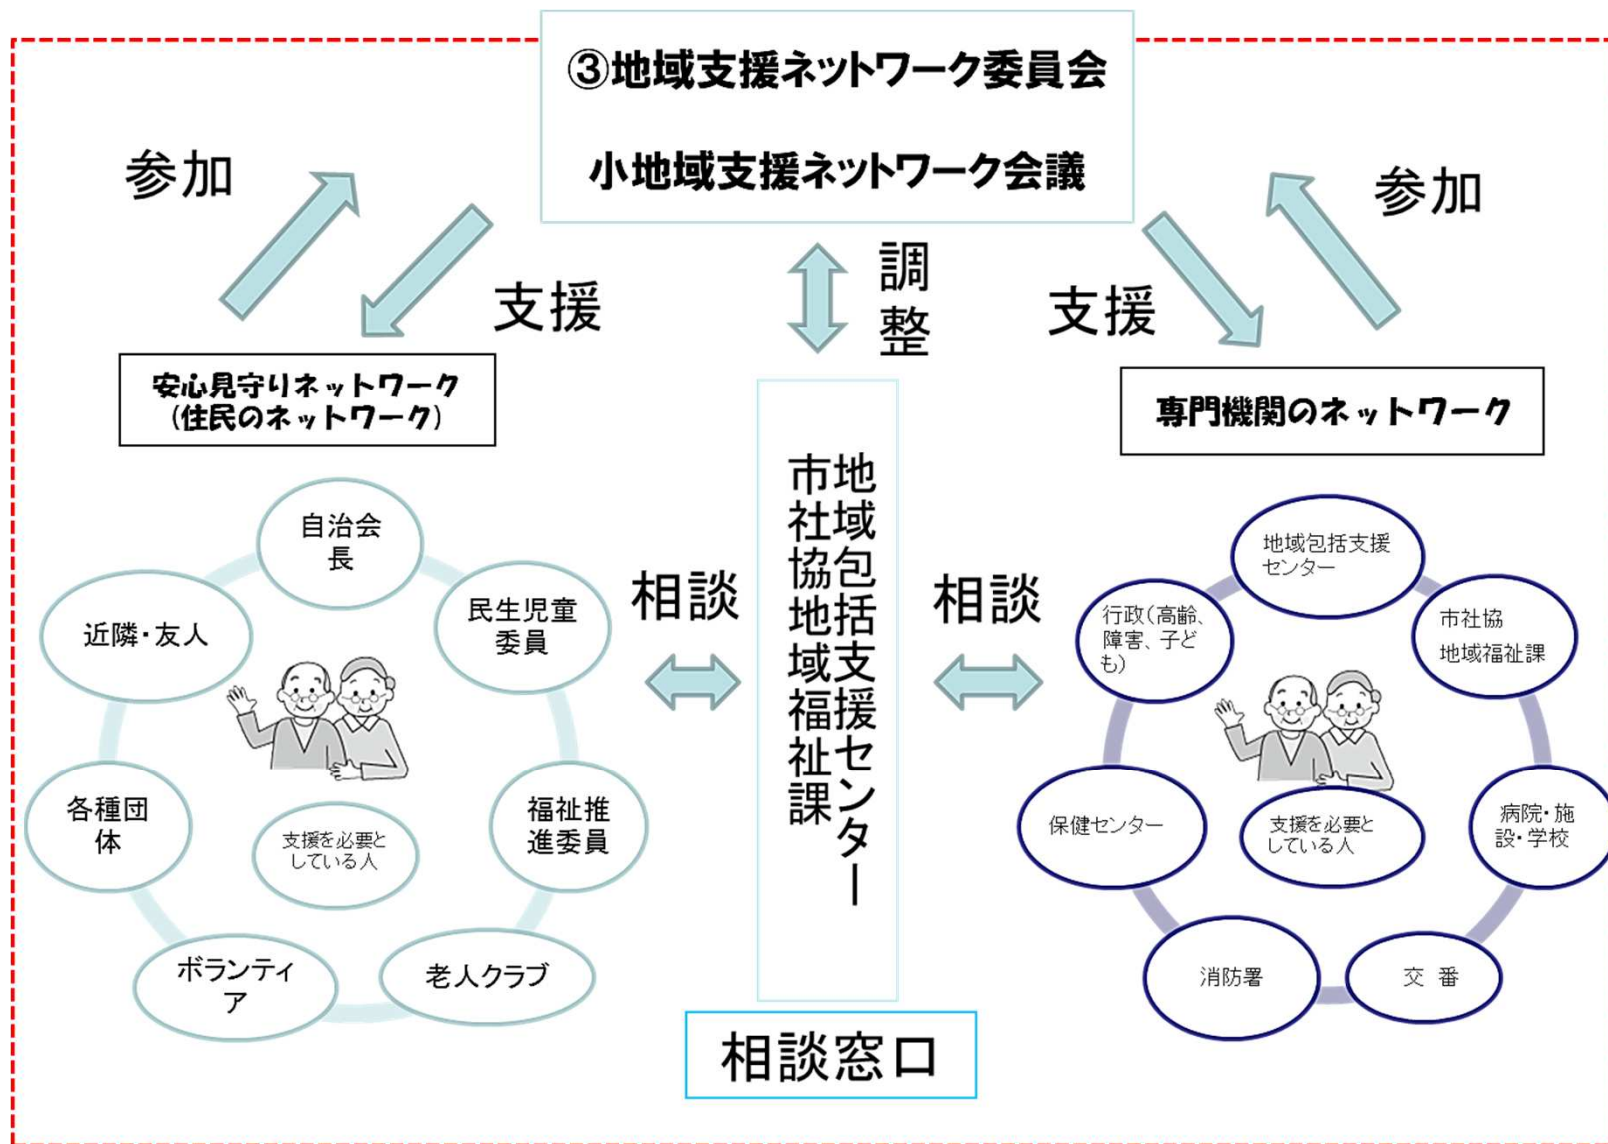 ③地域支援ネットワーク委員会
小地域支援ネットワーク会議
参加
支援
調整
支援
参加
安心見守りネットワーク
(住民のネットワーク)
専門機関のネットワーク
自治会
長
民生児童
委員
福祉推
進委員
老人クラブ
ボランティ
ア
各種団
体
近隣・友人
支援を必要と
している人
相談
地域包括支援センター
市社協地域福祉課
相談
相談窓口
地域包括支援
センター
市社協
地域福祉課
病院・施
設・学校
交 番
消防署
保健センター
行政(高齢、
障害、子ど
も)
支援を必要と
している人